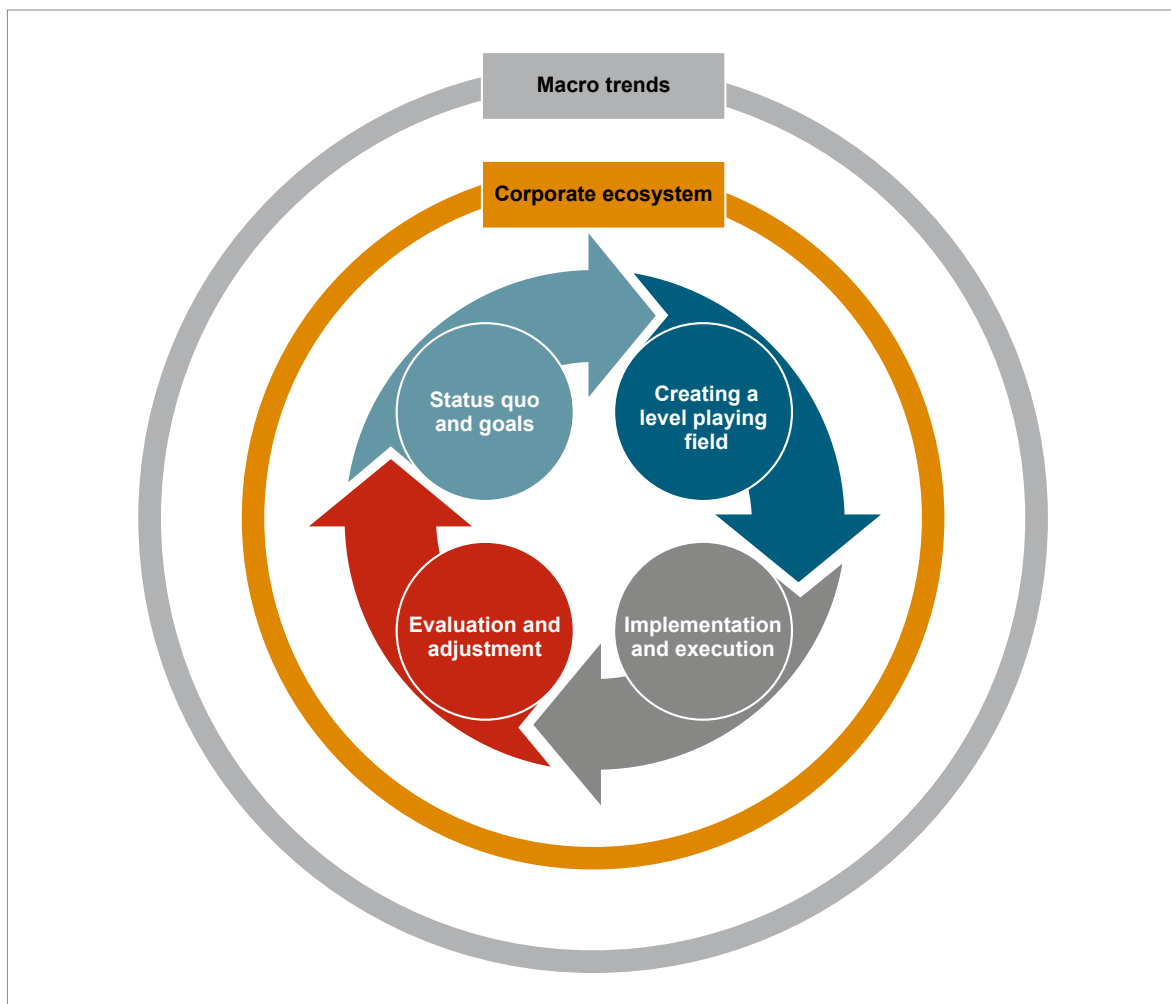 Macro trends
Corporate ecosystem
Status quo
and goals
Creating a
level playing
field
Evaluation and
adjustment
Implementation
and execution